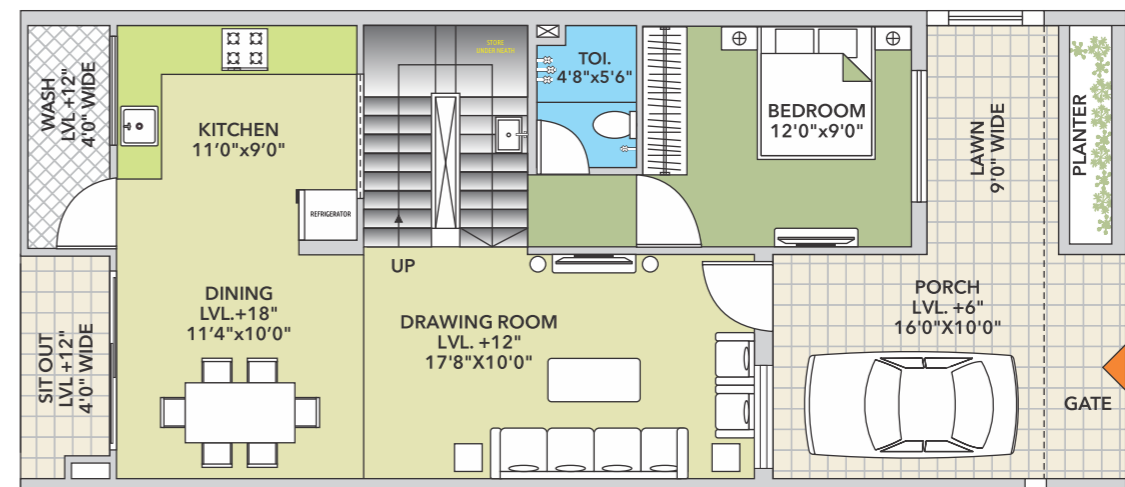 WASH
LVL +12"
4'0" WIDE
KITCHEN
11'0"x9'0"
REFRIGERATOR
STORE
UNDER HEATH
TOI.
4'8"x5'6"
BEDROOM
12'0"x9'0"
LAWN
9'0" WIDE
PLANTER
UP
SIT OUT
LVL +12"
4'0" WIDE
DINING
LVL.+18"
11'4"x10'0"
DRAWING ROOM
LVL. +12"
17'8"X10'0"
PORCH
LVL. +6"
16'0"X10'0"
GATE